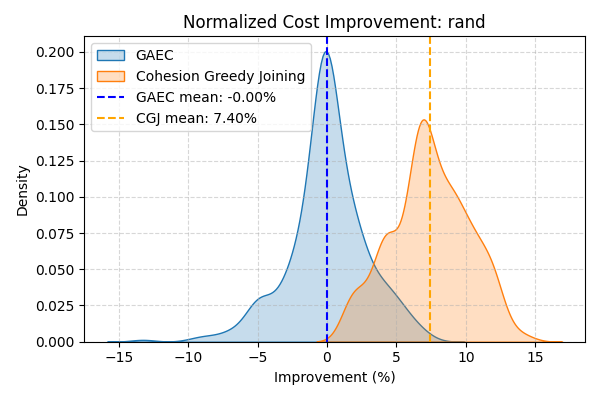 Normalized Cost Improvement: rand
GAEC
Cohesion Greedy Joining
GAEC mean: -0.00%
CGJ mean: 7.40%
0.200
0.175
0.150
0.125
0.100
0.075
0.050
0.025
0.000
Density
−15
−10
−5
0
5
10
15
Improvement (%)